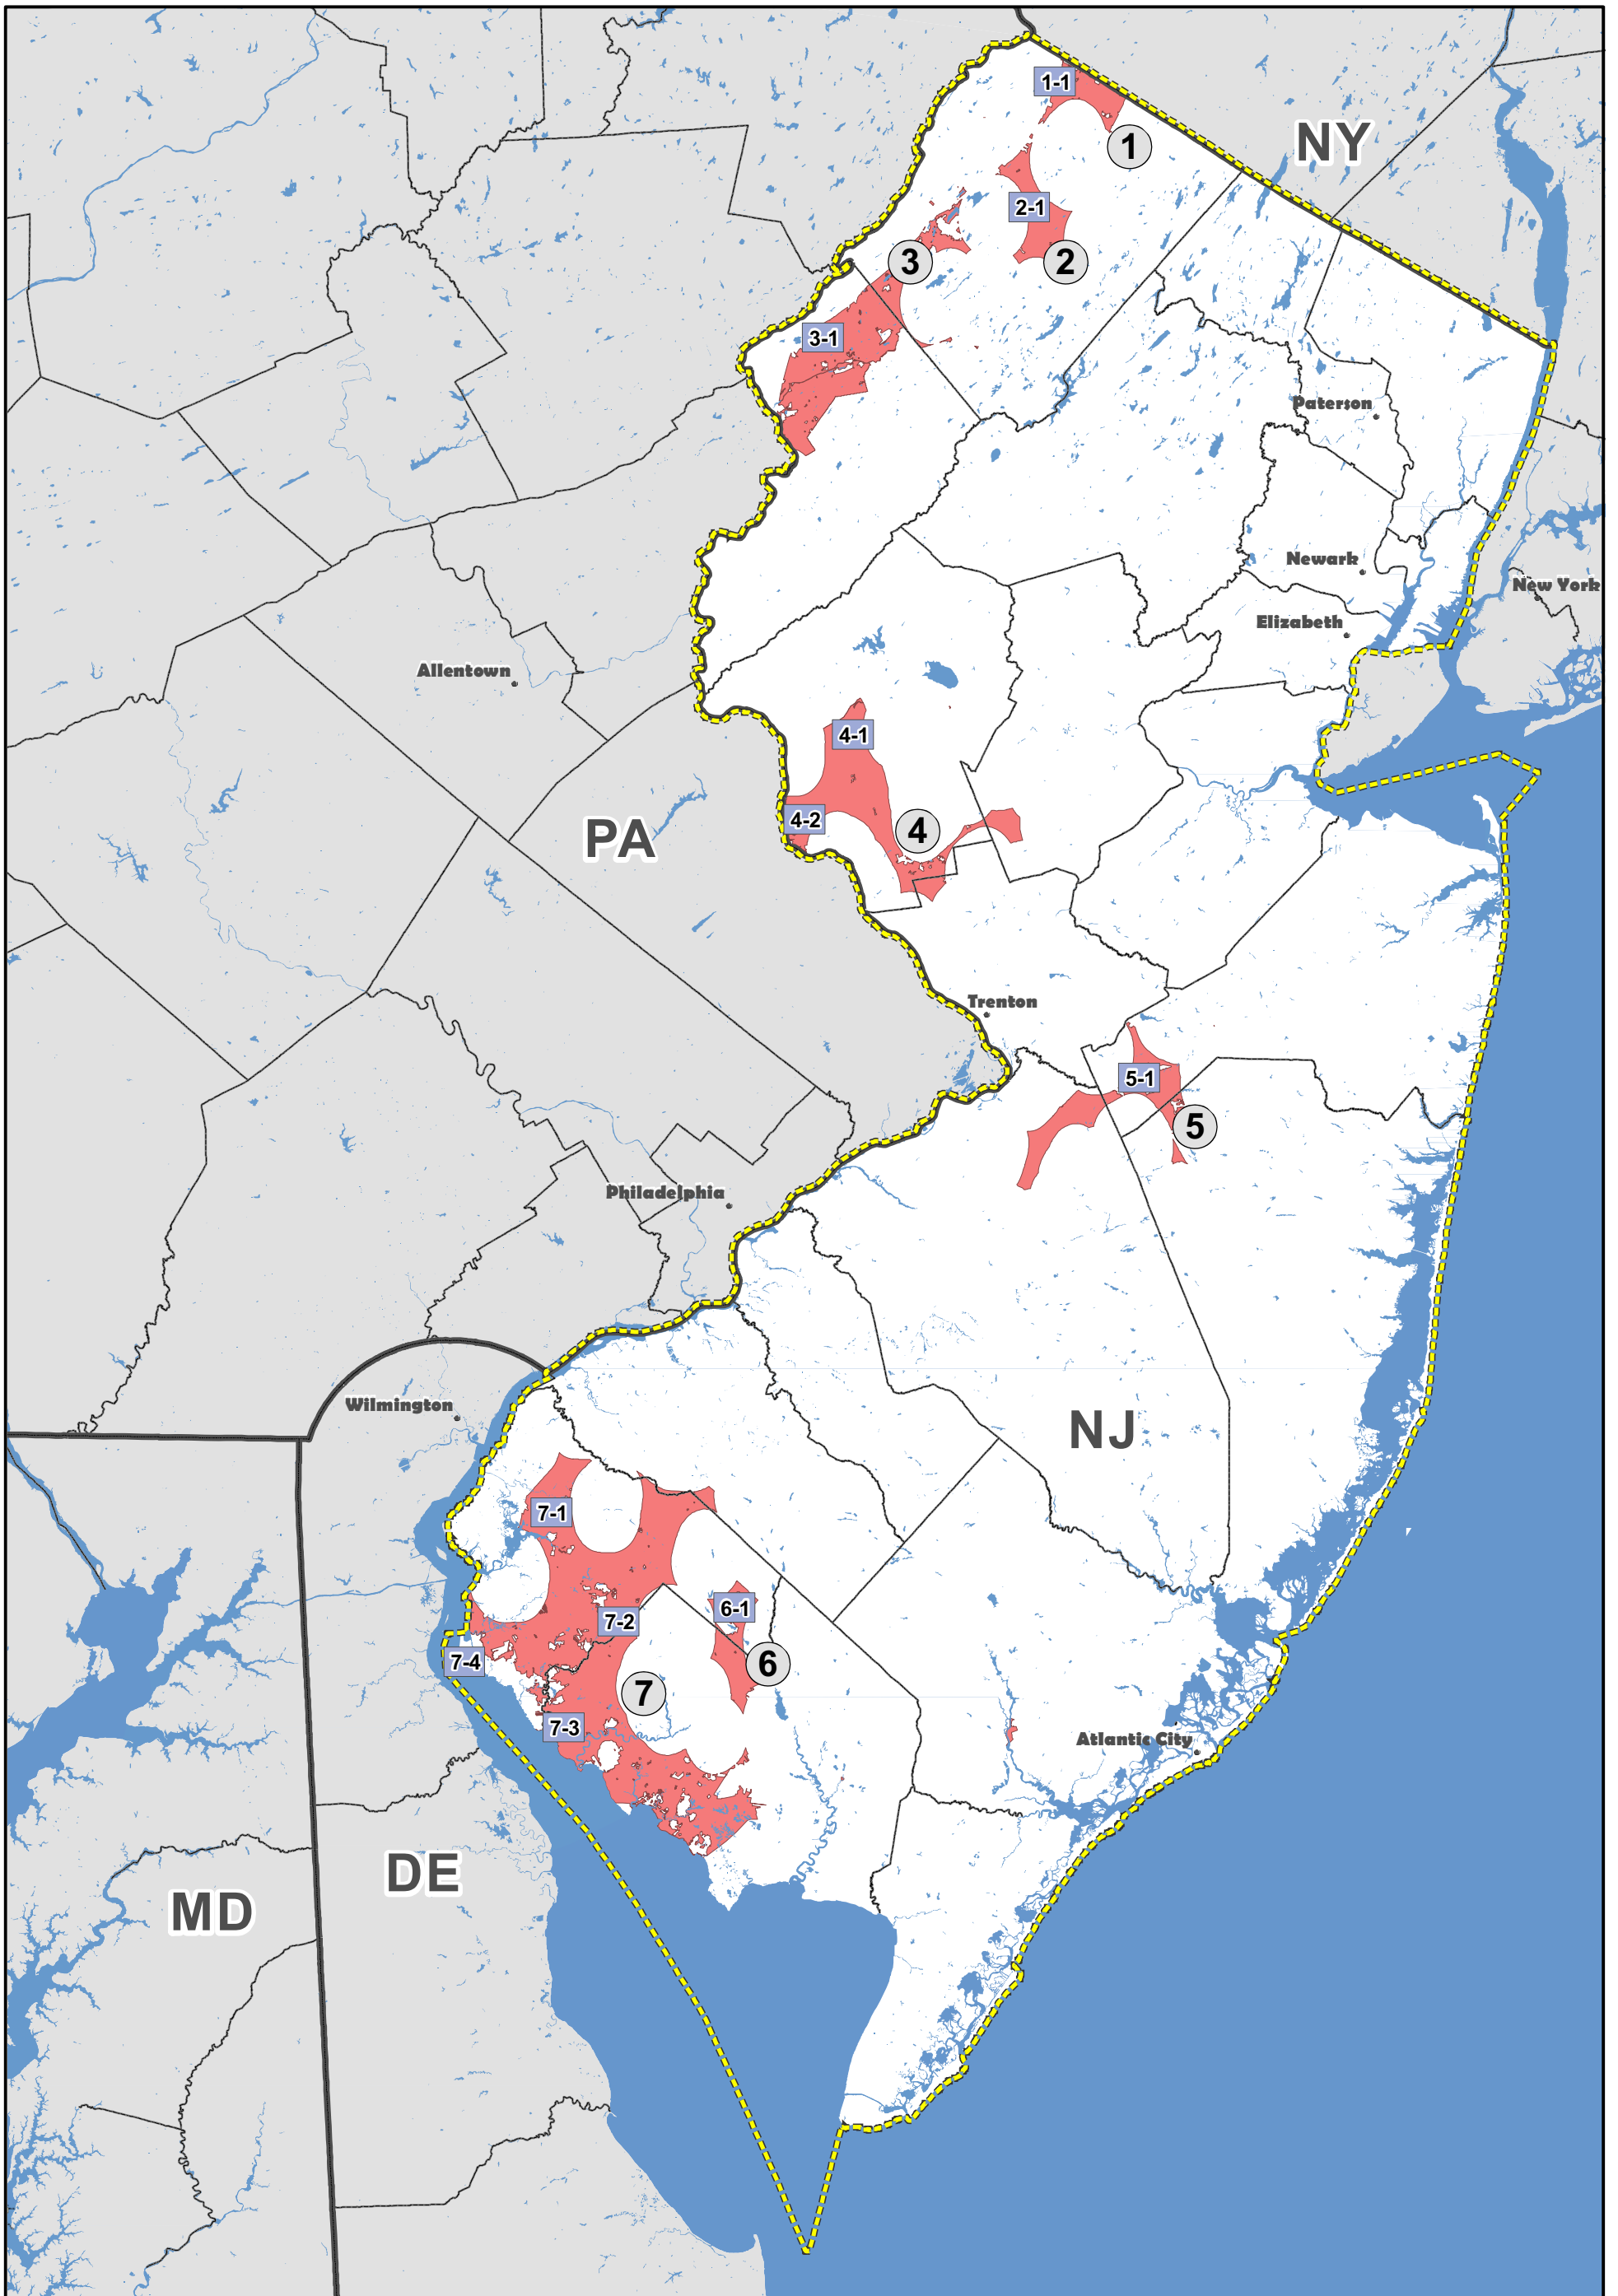 1-1
NY
1
2-1
3
2
3-1
Paterson
Newark
New York
Elizabeth
Allentown
4-1
4-2
4
PA
Trenton
5-1
5
Philadelphia
Wilmington
NJ
7-1
6-1
7-2
7-4
6
7
7-3
Atlantic City
DE
MD